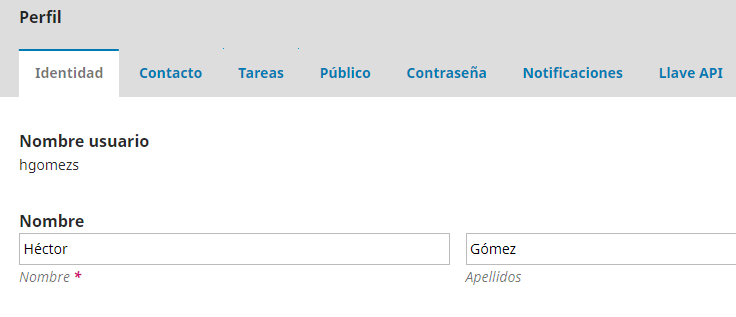 Perfil
Identidad Contacto Tareas Público Contraseña Notificaciones Llave API
Nombre usuario
hgomezs
Nombre
Héctor Gómez
Nombre * Apellidos